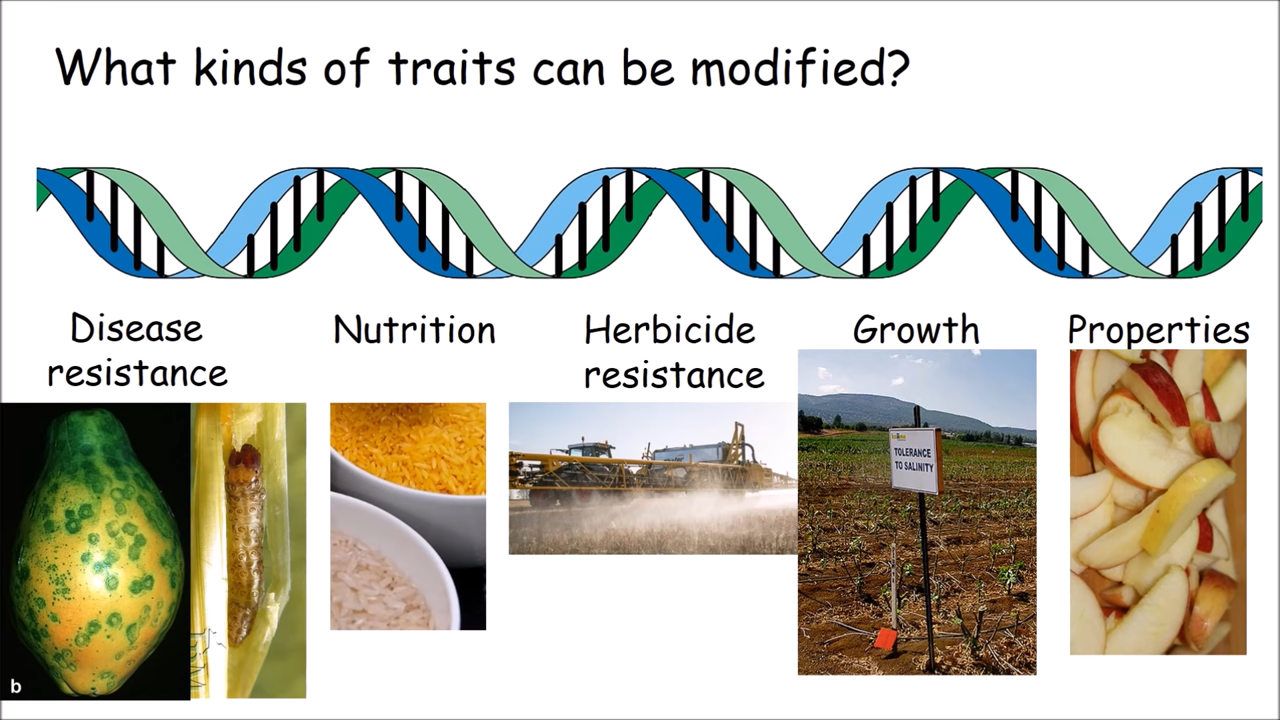 What kinds of traits can be modified?
Disease
resistance
Nutrition
Herbicide
resistance
Growth
Properties
TOLERANCE
TO SALINITY
b